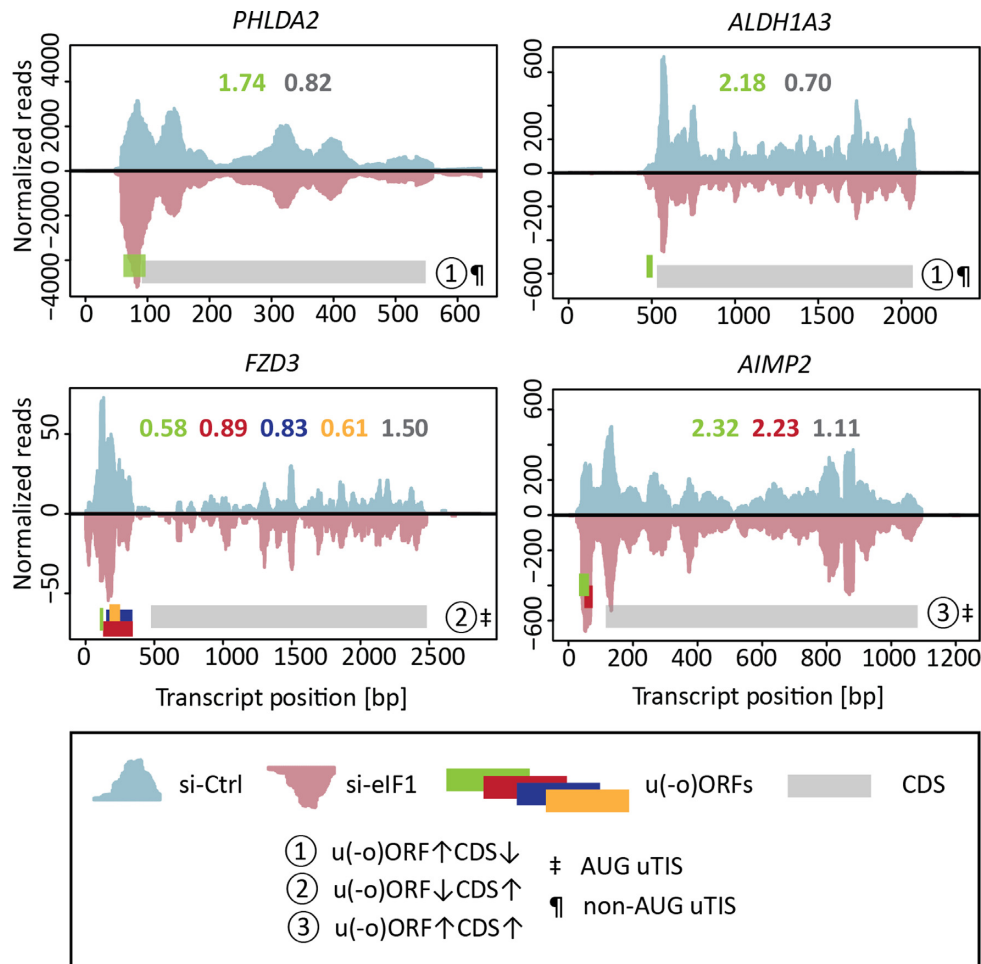 PHLDA2
ALDH1A3
Normalized reads
4000
2000
0
−2000
−4000
1.74 0.82
①¶
0 100 200 300 400 500 600
600
200
0
−200
−600
2.18 0.70
①¶
0 500 1000 1500 2000
FZD3
AIMP2
Normalized reads
50
0
−50
0.58 0.89 0.83 0.61 1.50
②‡
0 500 1000 1500 2000 2500
Transcript position [bp]
600
200
0
−200
−600
2.32 2.23 1.11
③‡
0 200 400 600 800 1000 1200
Transcript position [bp]
si-Ctrl si-eIF1 u(-o)ORFs CDS
① u(-o)ORF↑CDS↓
② u(-o)ORF↓CDS↑
③ u(-o)ORF↑CDS↑
‡ AUG uTIS
¶ non-AUG uTIS